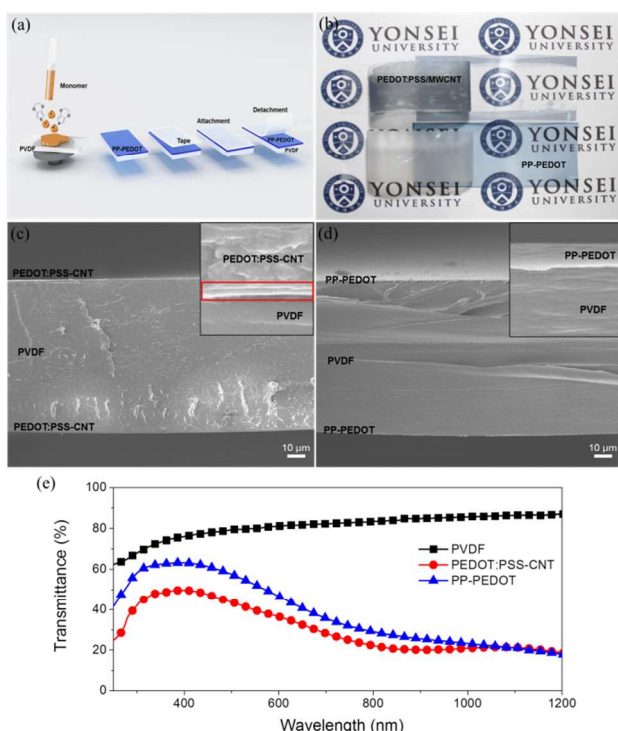 (a)
Monomer
PVDF
PP-PEDOT
Tape
Attachment
Detachment
PP-PEDOT
PVDF
(b)
YONSEI
UNIVERSITY
YONSEI
UNIVERSITY
PEDOT:PSS/MWCNT
YONSEI
UNIVERSITY
YONSEI
PP-PEDOT
YONSEI
UNIVERSITY
YONSEI
UNIVERSITY
(c)
PEDOT:PSS-CNT
PEDOT:PSS-CNT
PVDF
PVDF
PEDOT:PSS-CNT
10 μm
(d)
PP-PEDOT
PP-PEDOT
PVDF
PVDF
PP-PEDOT
10 μm
(e)
Transmittance (%)
100
80
60
40
20
0
PVDF
PEDOT:PSS-CNT
PP-PEDOT
400
600
800
1000
1200
Wavelength (nm)